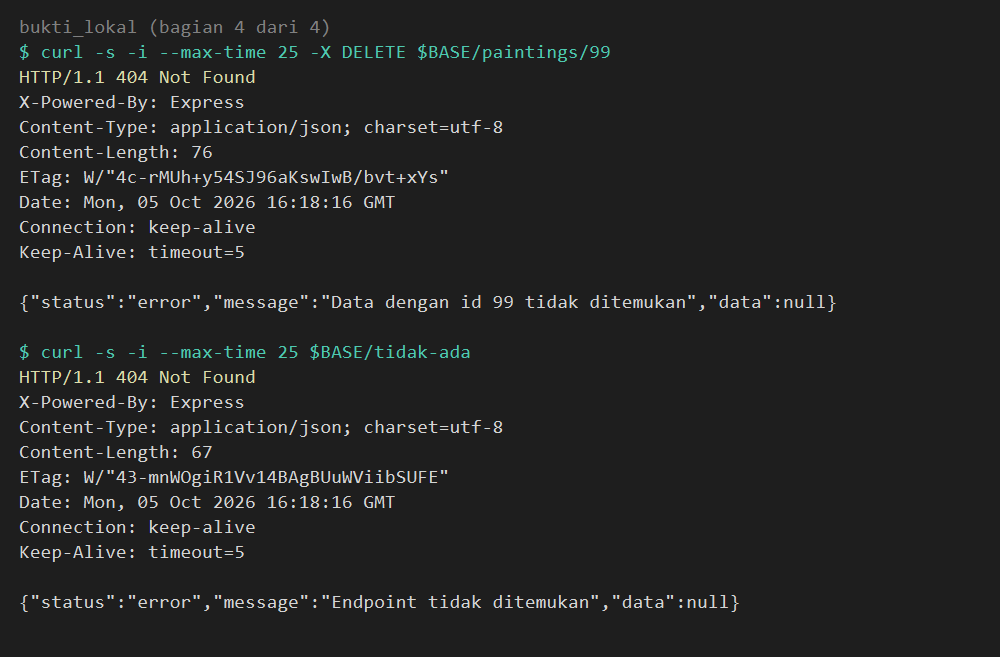 bukti_lokal (bagian 4 dari 4)
$ curl -s -i --max-time 25 -X DELETE $BASE/paintings/99
HTTP/1.1 404 Not Found
X-Powered-By: Express
Content-Type: application/json; charset=utf-8
Content-Length: 76
ETag: W/"4c-rMUh+y54SJ96aKswIwB/bvt+xYs"
Date: Mon, 05 Oct 2026 16:18:16 GMT
Connection: keep-alive
Keep-Alive: timeout=5
{"status":"error","message":"Data dengan id 99 tidak ditemukan","data":null}
$ curl -s -i --max-time 25 $BASE/tidak-ada
HTTP/1.1 404 Not Found
X-Powered-By: Express
Content-Type: application/json; charset=utf-8
Content-Length: 67
ETag: W/"43-mnWOgiR1Vv14BAgBUuWViibSUFE"
Date: Mon, 05 Oct 2026 16:18:16 GMT
Connection: keep-alive
Keep-Alive: timeout=5
{"status":"error","message":"Endpoint tidak ditemukan","data":null}